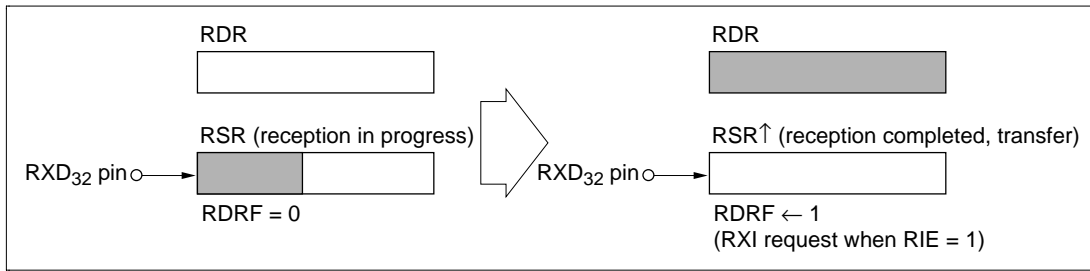 RDR
RSR (reception in progress)
RXD32 pin
RDRF = 0
RDR
RSR↑ (reception completed, transfer)
RXD32 pin
RDRF ← 1
(RXI request when RIE = 1)